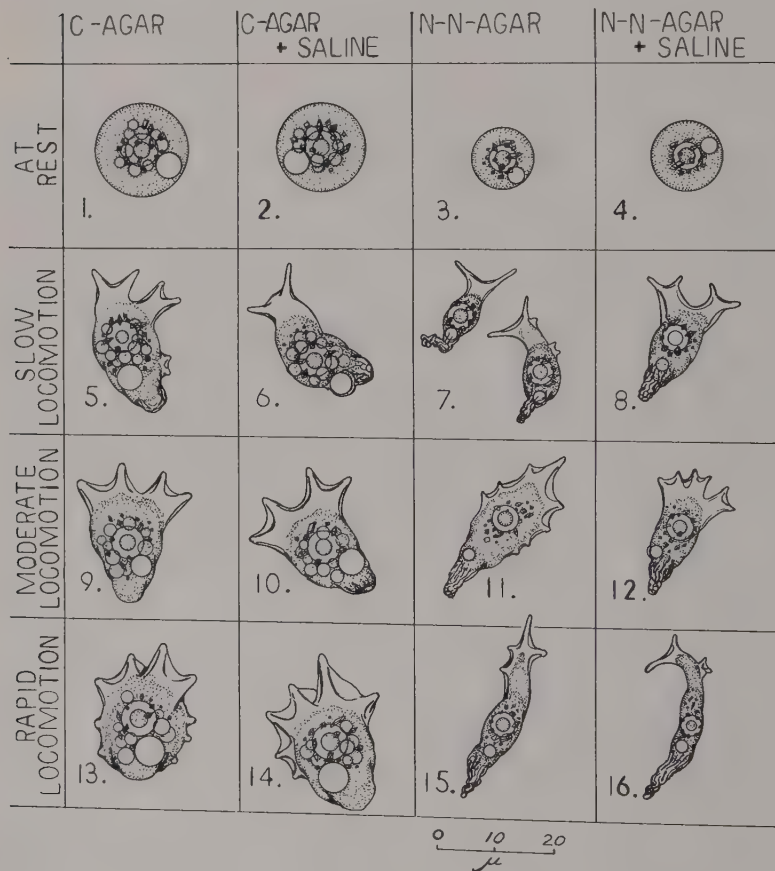 C-AGAR
C-AGAR
+ SALINE
N-N-AGAR
N-N-AGAR
+ SALINE
AT
REST
1.
2.
3.
4.
SLOW
LOCOMOTION
5.
6.
7.
8.
MODERATE
LOCOMOTION
9.
10.
11.
12.
RAPID
LOCOMOTION
13.
14.
15.
16.
0 10 20
μ